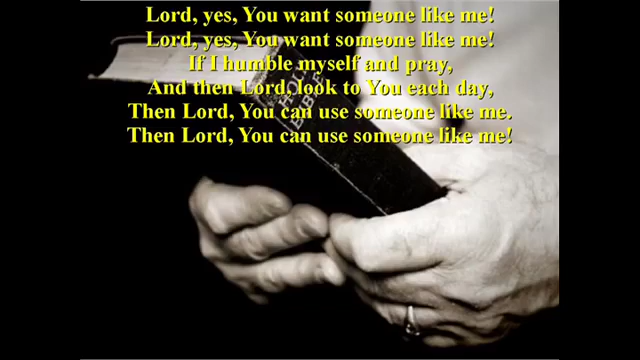 Lord, yes, You want someone like me!
Lord, yes, You want someone like me!
If I humble myself and pray,
And then Lord, look to You each day,
Then Lord, You can use someone like me.
Then Lord, You can use someone like me!
HOLY
BIBLE